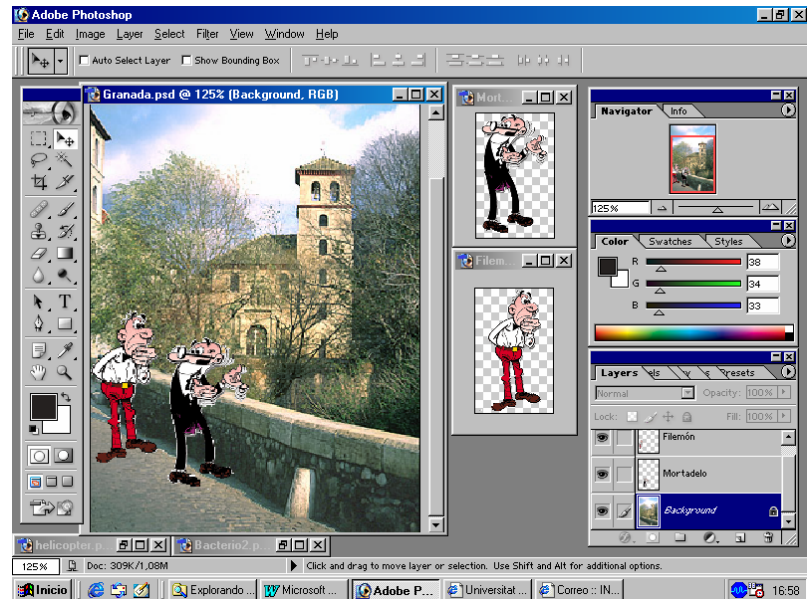 Adobe Photoshop
File Edit Image Layer Select Filter View Window Help
Auto Select Layer Show Bounding Box
Granada.psd @ 125% (Background, RGB)
Mort...
Filem...
Navigator Info
125%
Color Swatches Styles
R 38
G 34
B 33
Layers
Normal Opacity: 100%
Lock: Fill: 100%
Filemón
Mortadelo
Background
T
helicopter.p...
Bacterio2.p...
125% Doc: 309K/1,08M Click and drag to move layer or selection. Use Shift and Alt for additional options.
Inicio Explorando ... Microsoft ... Adobe P... Universitat ... Correo :: IN... 16:58